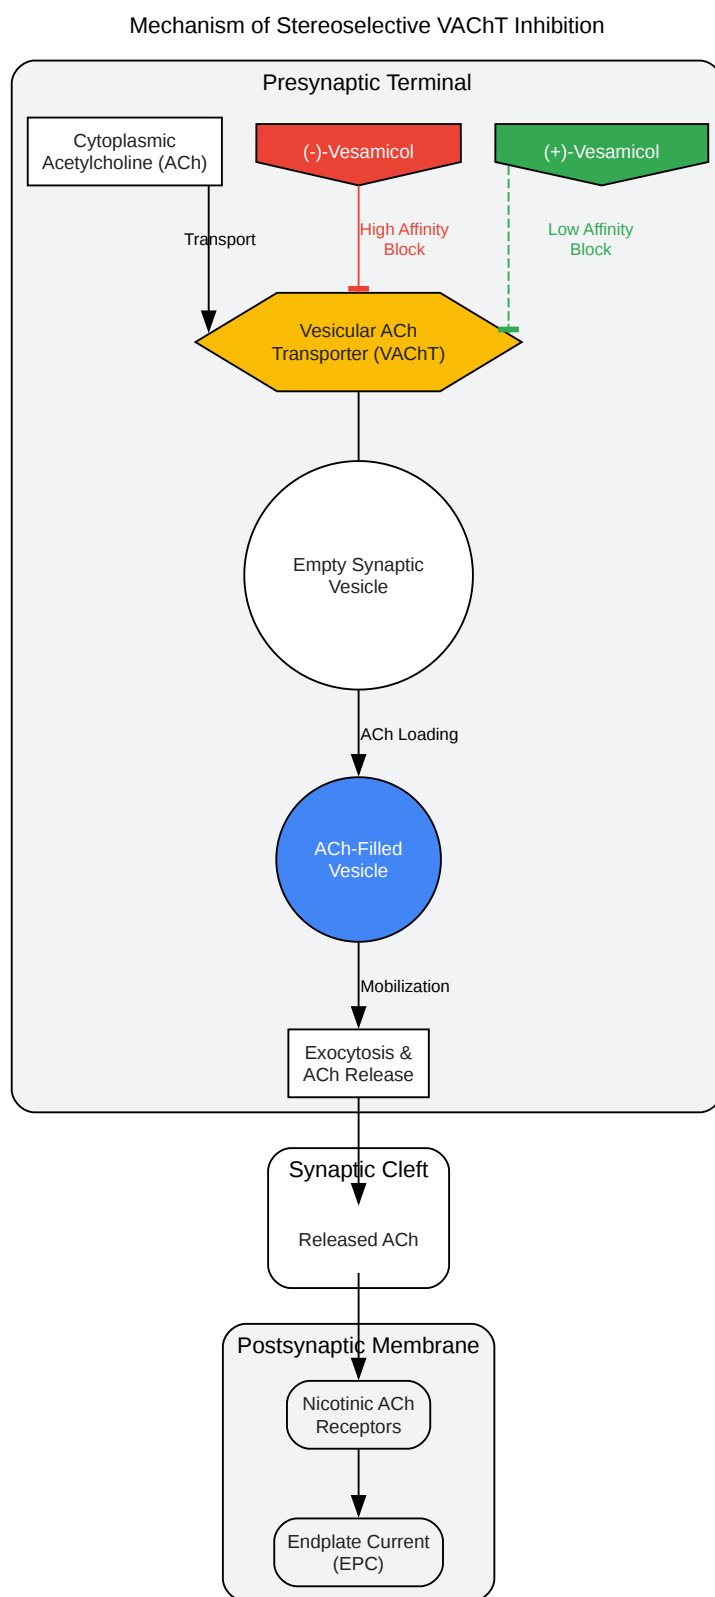 Mechanism of Stereoselective VAChT Inhibition
Presynaptic Terminal
Cytoplasmic
Acetylcholine (ACh)
(-)-Vesamicol
(+)-Vesamicol
Transport
High Affinity
Block
Low Affinity
Block
Vesicular ACh
Transporter (VAChT)
Empty Synaptic
Vesicle
ACh Loading
ACh-Filled
Vesicle
Mobilization
Exocytosis &
ACh Release
Synaptic Cleft
Released ACh
Postsynaptic Membrane
Nicotinic ACh
Receptors
Endplate Current
(EPC)